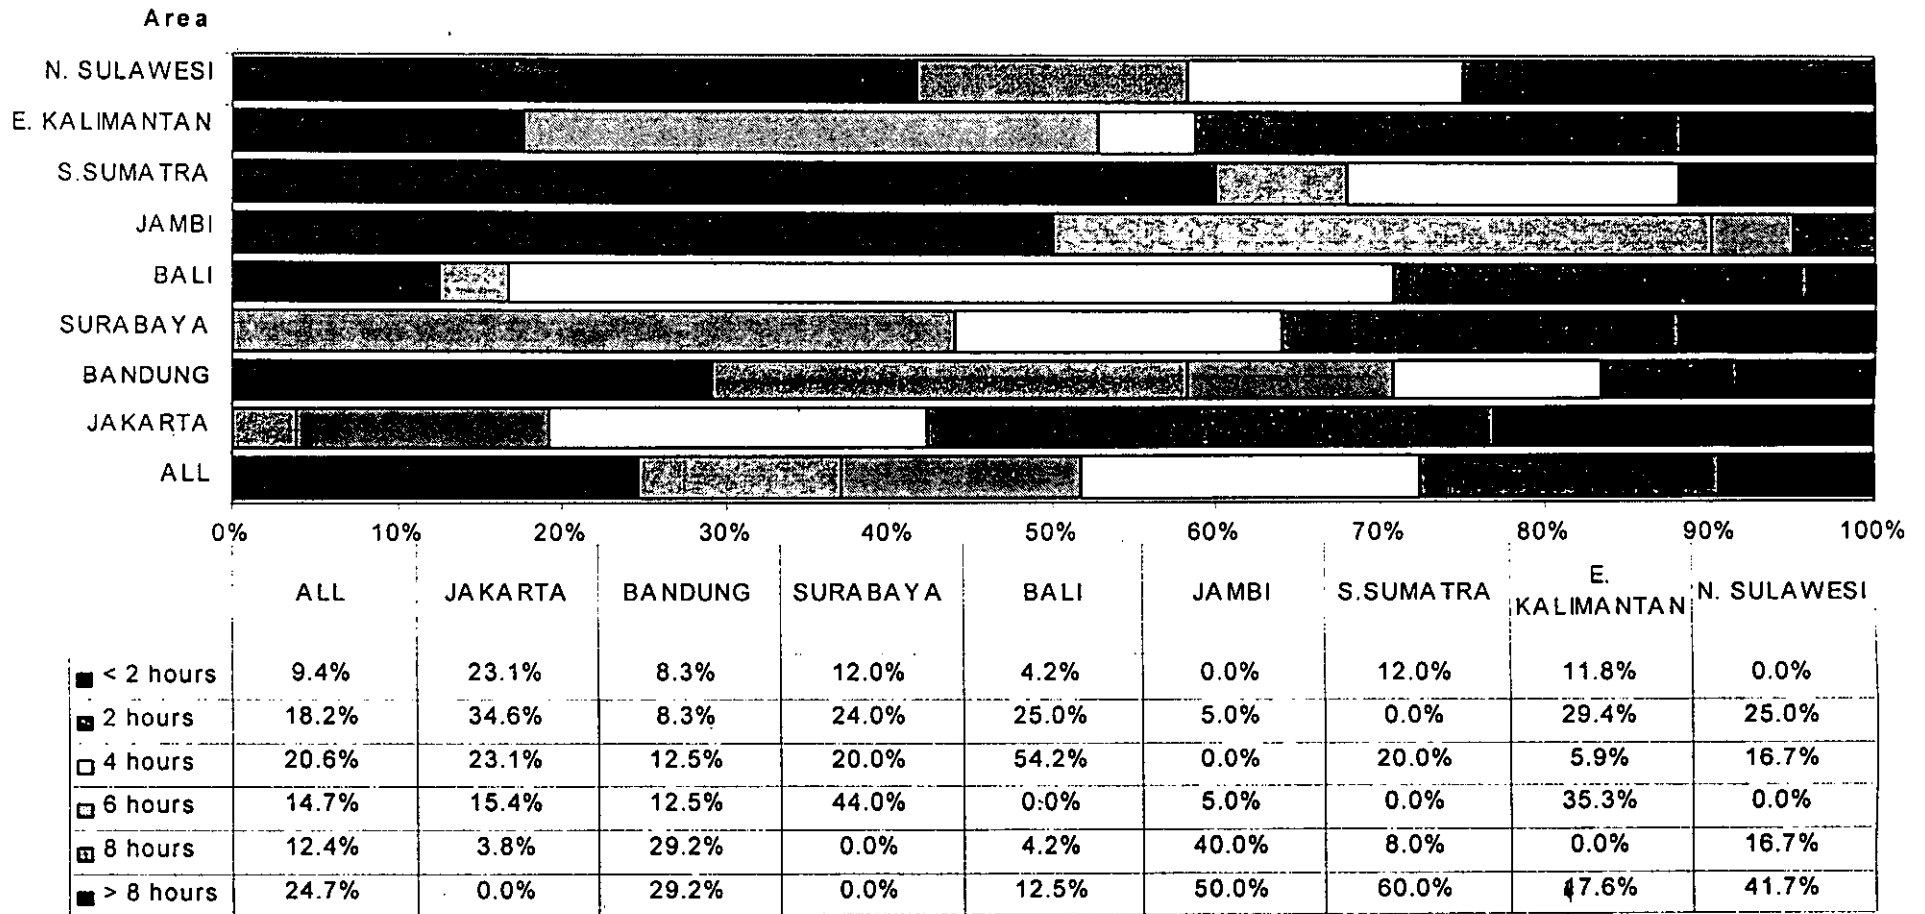 Area
N. SULAWESI
E. KALIMANTAN
S.SUMATRA
JAMBI
BALI
SURABAYA
BANDUNG
JAKARTA
ALL
0% 10% 20% 30% 40% 50% 60% 70% 80% 90% 100%
ALL JAKARTA BANDUNG SURABAYA BALI JAMBI S.SUMATRA E. KALIMANTAN N. SULAWESI
< 2 hours 9.4% 23.1% 8.3% 12.0% 4.2% 0.0% 12.0% 11.8% 0.0%
2 hours 18.2% 34.6% 8.3% 24.0% 25.0% 5.0% 0.0% 29.4% 25.0%
4 hours 20.6% 23.1% 12.5% 20.0% 54.2% 0.0% 20.0% 5.9% 16.7%
6 hours 14.7% 15.4% 12.5% 44.0% 0.0% 5.0% 0.0% 35.3% 0.0%
8 hours 12.4% 3.8% 29.2% 0.0% 4.2% 40.0% 8.0% 0.0% 16.7%
> 8 hours 24.7% 0.0% 29.2% 0.0% 12.5% 50.0% 60.0% 17.6% 41.7%